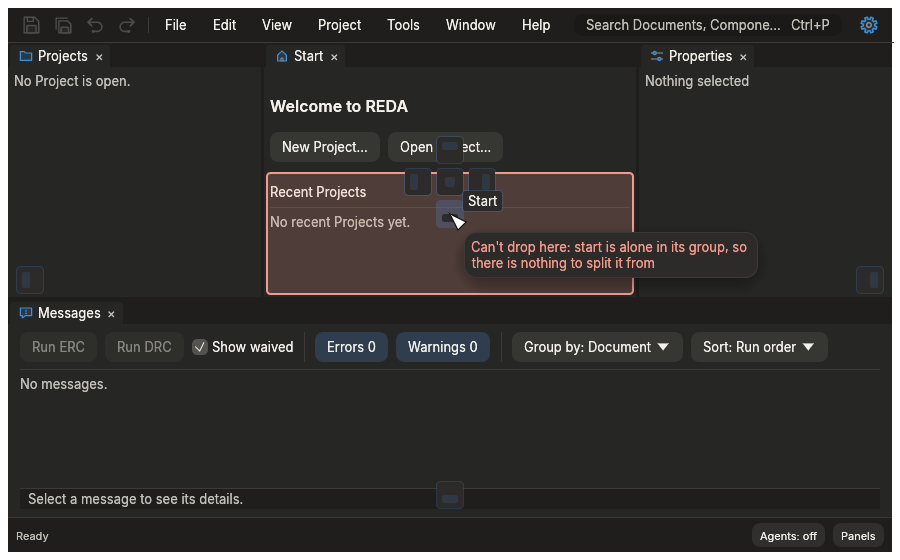 File Edit View Project Tools Window Help Search Documents, Compone... Ctrl+P
Projects × Start × Properties ×
No Project is open.
Nothing selected
Welcome to REDA
New Project... Open ect...
Recent Projects
Start
No recent Projects yet.
Can't drop here: start is alone in its group, so
there is nothing to split it from
Messages ×
Run ERC Run DRC Show waived Errors 0 Warnings 0 Group by: Document Sort: Run order
No messages.
Select a message to see its details.
Ready Agents: off Panels